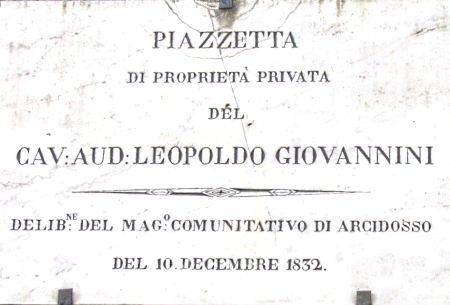 PIAZZETTA
DI PROPRIETÀ PRIVATA
DEL
CAV: AUD: LEOPOLDO GIOVANNINI
DELIB:ⁿᵉ DEL MAG:º COMUNITATIVO DI ARCIDOSSO
DEL 10. DECEMBRE 1832.